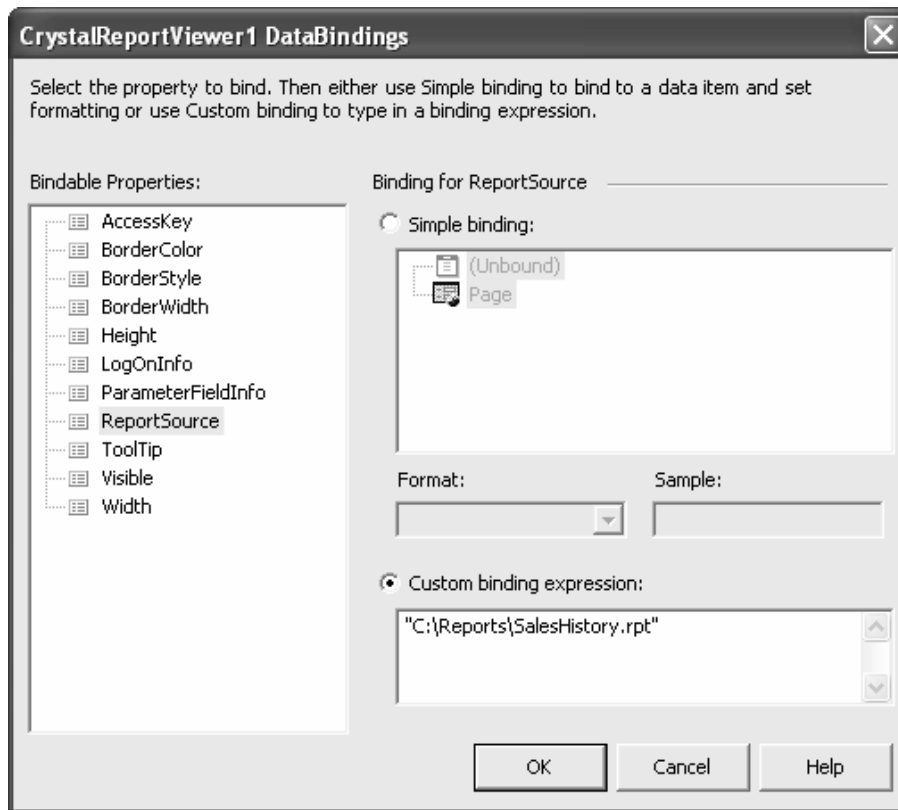 CrystalReportViewer1 DataBindings
Select the property to bind. Then either use Simple binding to bind to a data item and set
formatting or use Custom binding to type in a binding expression.
Bindable Properties:
AccessKey
BorderColor
BorderStyle
BorderWidth
Height
LogOnInfo
ParameterFieldInfo
ReportSource
ToolTip
Visible
Width
Binding for ReportSource
Simple binding:
(Unbound)
Page
Format:
Sample:
Custom binding expression:
"C:\Reports\SalesHistory.rpt"
OK
Cancel
Help